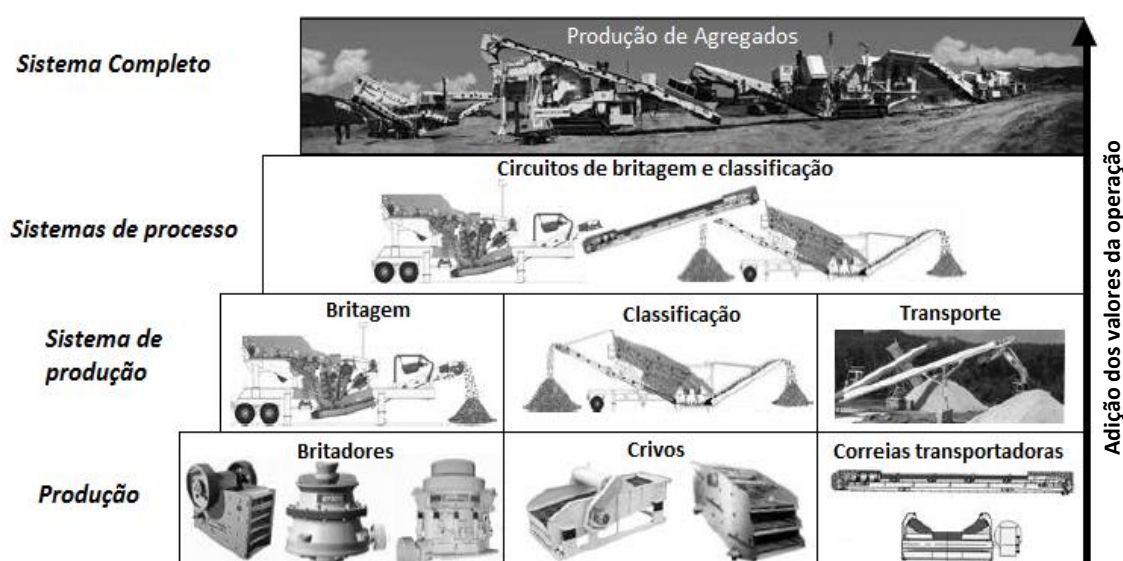 Produção de Agregados
Sistema Completo
Circuitos de britagem e classificação
Sistemas de processo
Britagem
Classificação
Transporte
Sistema de
produção
Britadores
Crivos
Correias transportadoras
Produção
Adição dos valores da operação